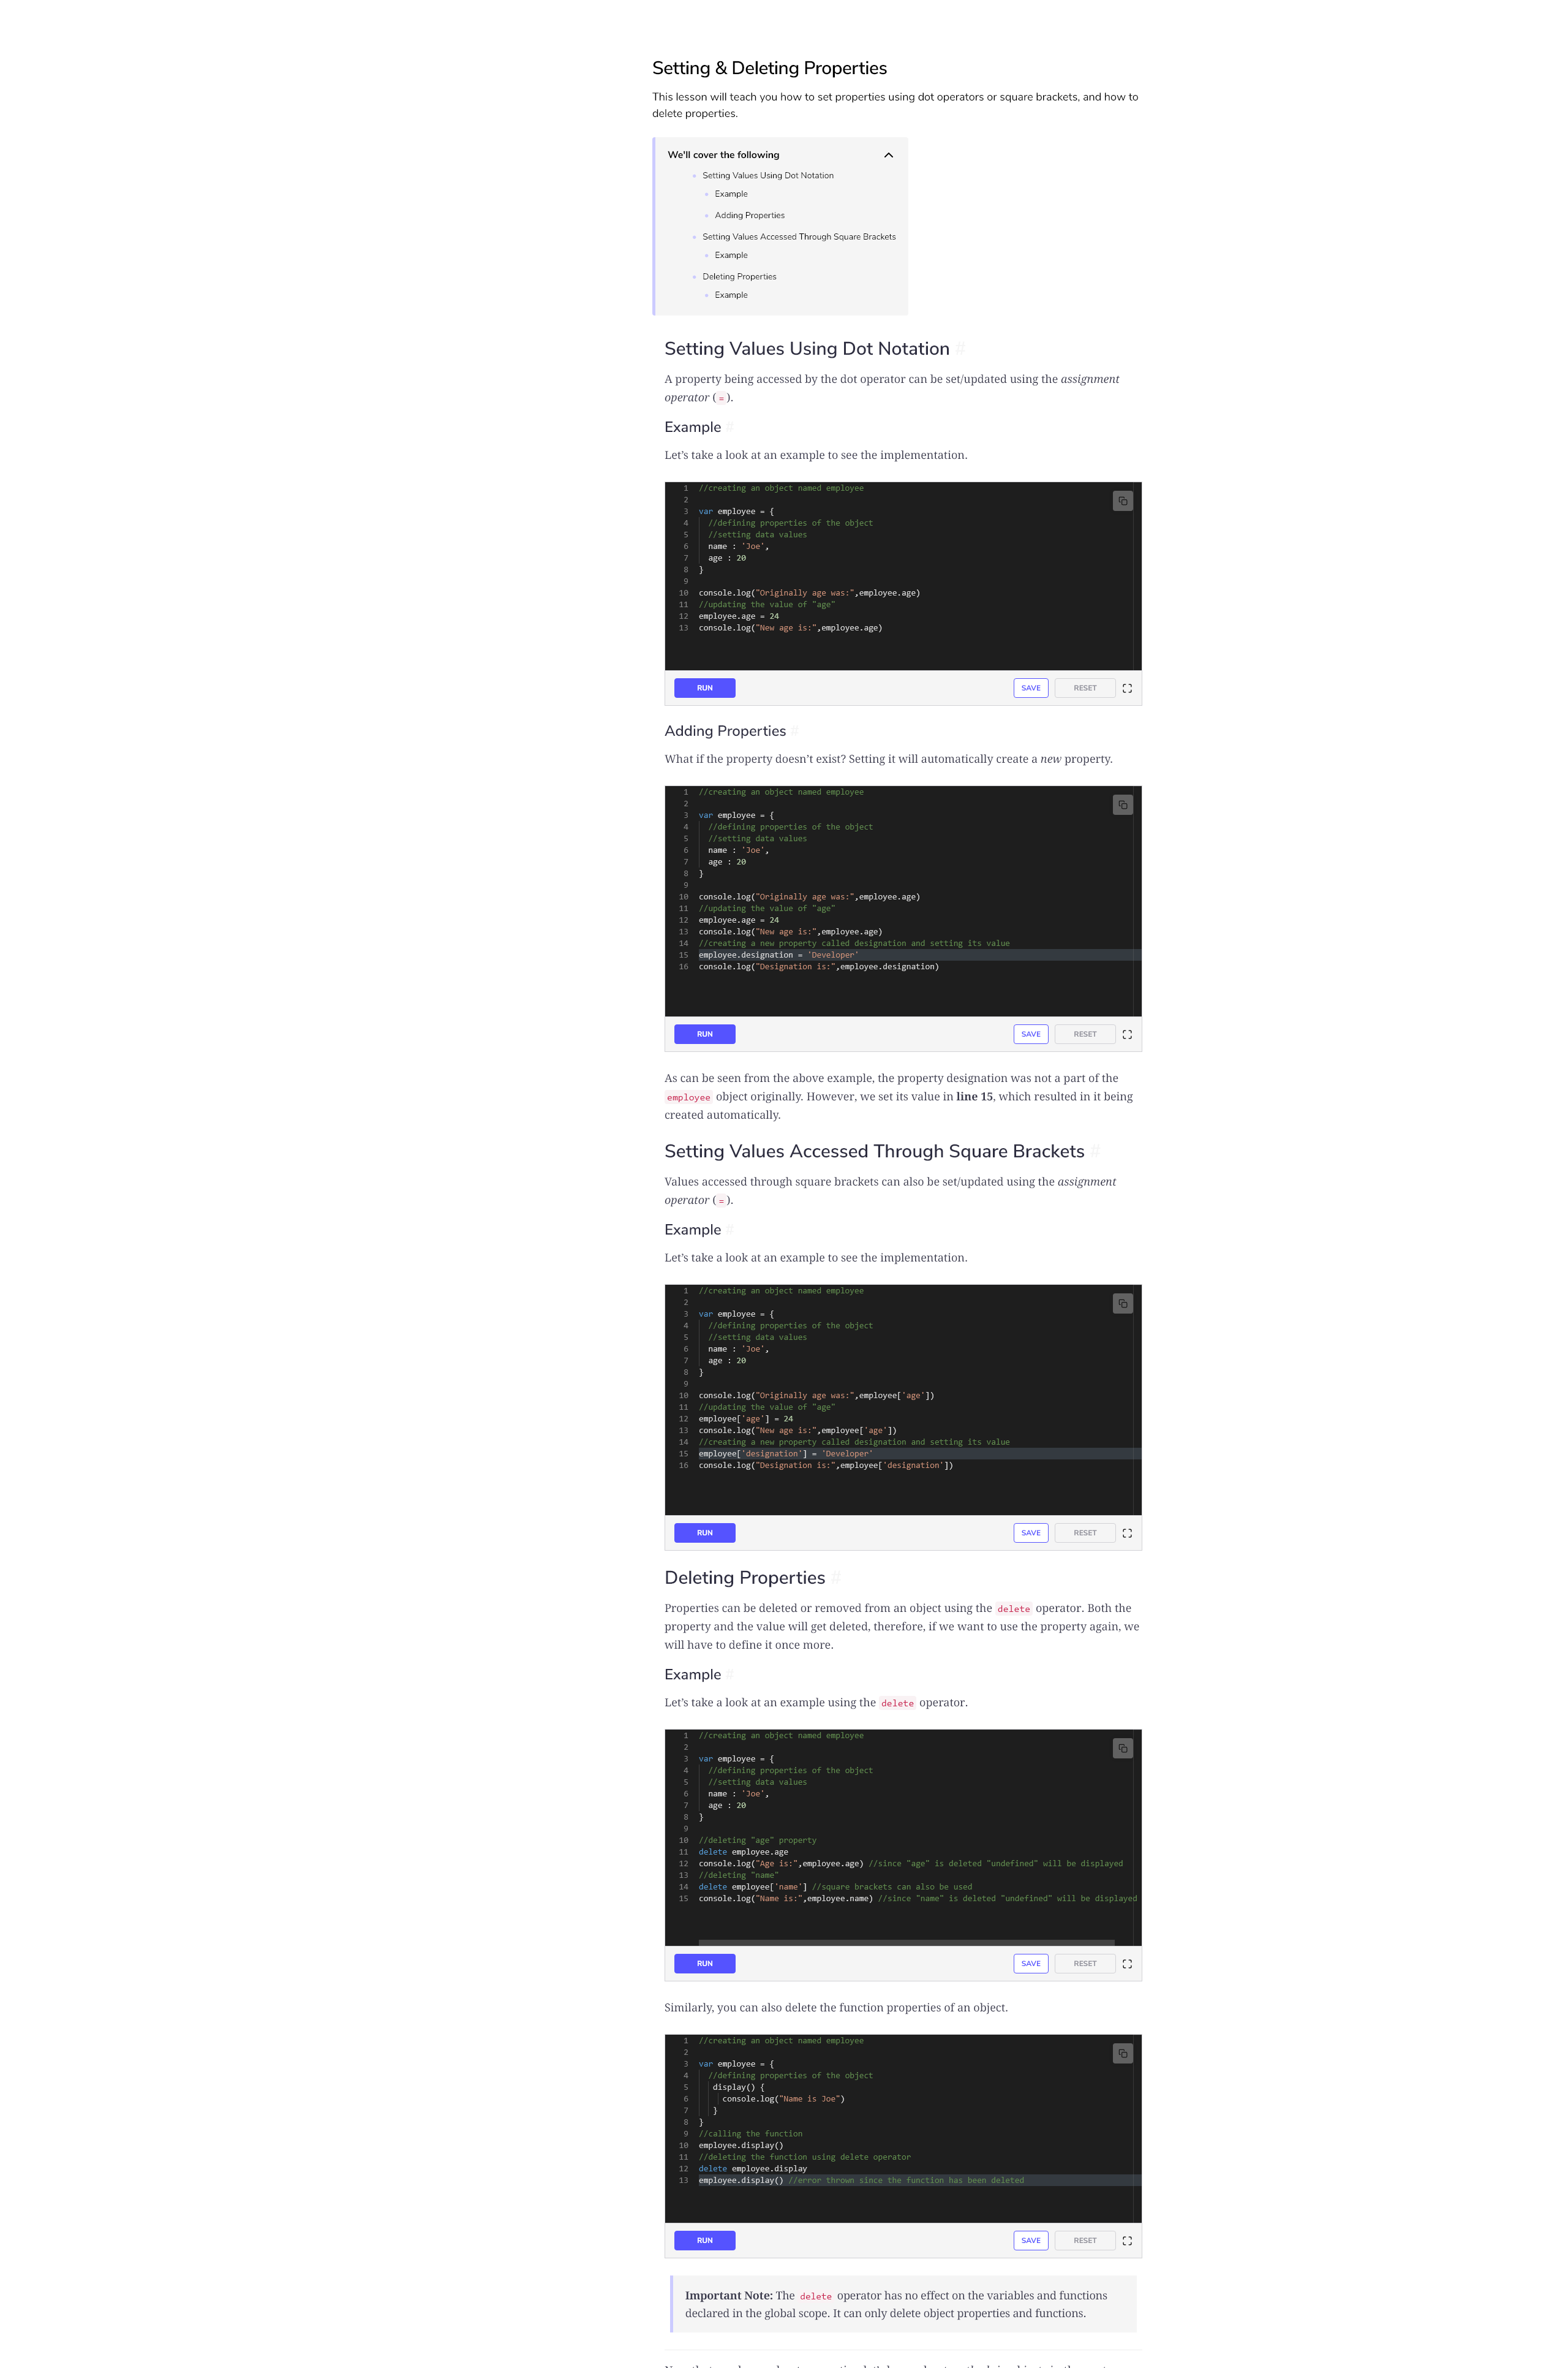 Setting & Deleting Properties
This lesson will teach you how to set properties using dot operators or square brackets, and how to
delete properties.
We'll cover the following
Setting Values Using Dot Notation
Example
Adding Properties
Setting Values Accessed Through Square Brackets
Example
Deleting Properties
Example
Setting Values Using Dot Notation #
A property being accessed by the dot operator can be set/updated using the assignment
operator (=).
Example #
Let’s take a look at an example to see the implementation.
1 //creating an object named employee
2
3 var employee = {
4 //defining properties of the object
5 //setting data values
6 name : 'Joe',
7 age : 20
8 }
9
10 console.log("Originally age was:",employee.age)
11 //updating the value of "age"
12 employee.age = 24
13 console.log("New age is:",employee.age)
RUN SAVE RESET
Adding Properties #
What if the property doesn’t exist? Setting it will automatically create a new property.
1 //creating an object named employee
2
3 var employee = {
4 //defining properties of the object
5 //setting data values
6 name : 'Joe',
7 age : 20
8 }
9
10 console.log("Originally age was:",employee.age)
11 //updating the value of "age"
12 employee.age = 24
13 console.log("New age is:",employee.age)
14 //creating a new property called designation and setting its value
15 employee.designation = 'Developer'
16 console.log("Designation is:",employee.designation)
RUN SAVE RESET
As can be seen from the above example, the property designation was not a part of the
employee object originally. However, we set its value in line 15, which resulted in it being
created automatically.
Setting Values Accessed Through Square Brackets #
Values accessed through square brackets can also be set/updated using the assignment
operator (=).
Example #
Let’s take a look at an example to see the implementation.
1 //creating an object named employee
2
3 var employee = {
4 //defining properties of the object
5 //setting data values
6 name : 'Joe',
7 age : 20
8 }
9
10 console.log("Originally age was:",employee['age'])
11 //updating the value of "age"
12 employee['age'] = 24
13 console.log("New age is:",employee['age'])
14 //creating a new property called designation and setting its value
15 employee['designation'] = 'Developer'
16 console.log("Designation is:",employee['designation'])
RUN SAVE RESET
Deleting Properties #
Properties can be deleted or removed from an object using the delete operator. Both the
property and the value will get deleted, therefore, if we want to use the property again, we
will have to define it once more.
Example #
Let’s take a look at an example using the delete operator.
1 //creating an object named employee
2
3 var employee = {
4 //defining properties of the object
5 //setting data values
6 name : 'Joe',
7 age : 20
8 }
9
10 //deleting "age" property
11 delete employee.age
12 console.log("Age is:",employee.age) //since "age" is deleted "undefined" will be displayed
13 //deleting "name"
14 delete employee['name'] //square brackets can also be used
15 console.log("Name is:",employee.name) //since "name" is deleted "undefined" will be displayed
RUN SAVE RESET
Similarly, you can also delete the function properties of an object.
1 //creating an object named employee
2
3 var employee = {
4 //defining properties of the object
5 display() {
6 console.log("Name is Joe")
7 }
8 }
9 //calling the function
10 employee.display()
11 //deleting the function using delete operator
12 delete employee.display
13 employee.display() //error thrown since the function has been deleted
RUN SAVE RESET
Important Note: The delete operator has no effect on the variables and functions
declared in the global scope. It can only delete object properties and functions.